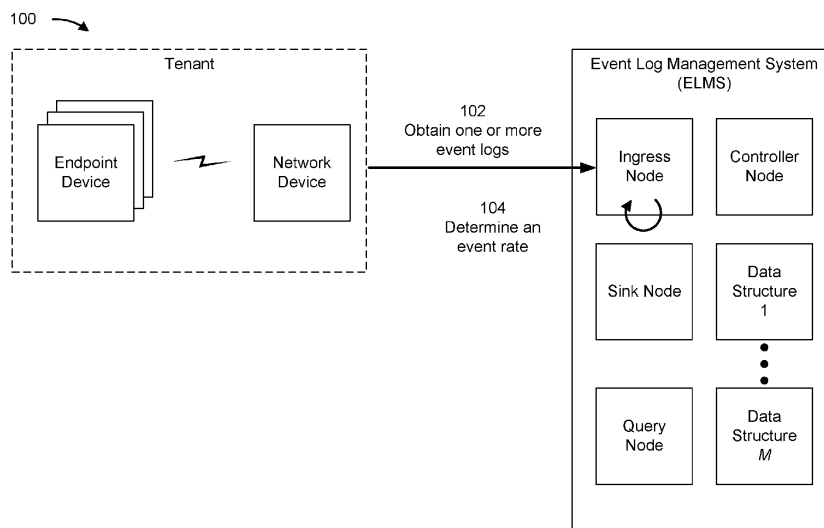 100
Tenant
Endpoint
Device
Network
Device
102
Obtain one or more
event logs
104
Determine an
event rate
Event Log Management System
(ELMS)
Ingress
Node
Controller
Node
Sink Node
Data
Structure
1
Query
Node
Data
Structure
M